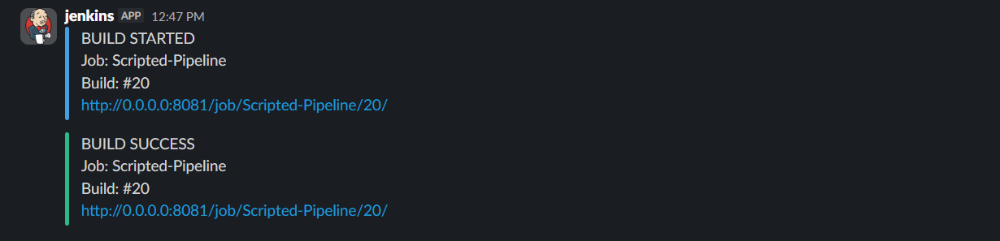 jenkins APP 12:47 PM
BUILD STARTED
Job: Scripted-Pipeline
Build: #20
http://0.0.0.0:8081/job/Scripted-Pipeline/20/
BUILD SUCCESS
Job: Scripted-Pipeline
Build: #20
http://0.0.0.0:8081/job/Scripted-Pipeline/20/